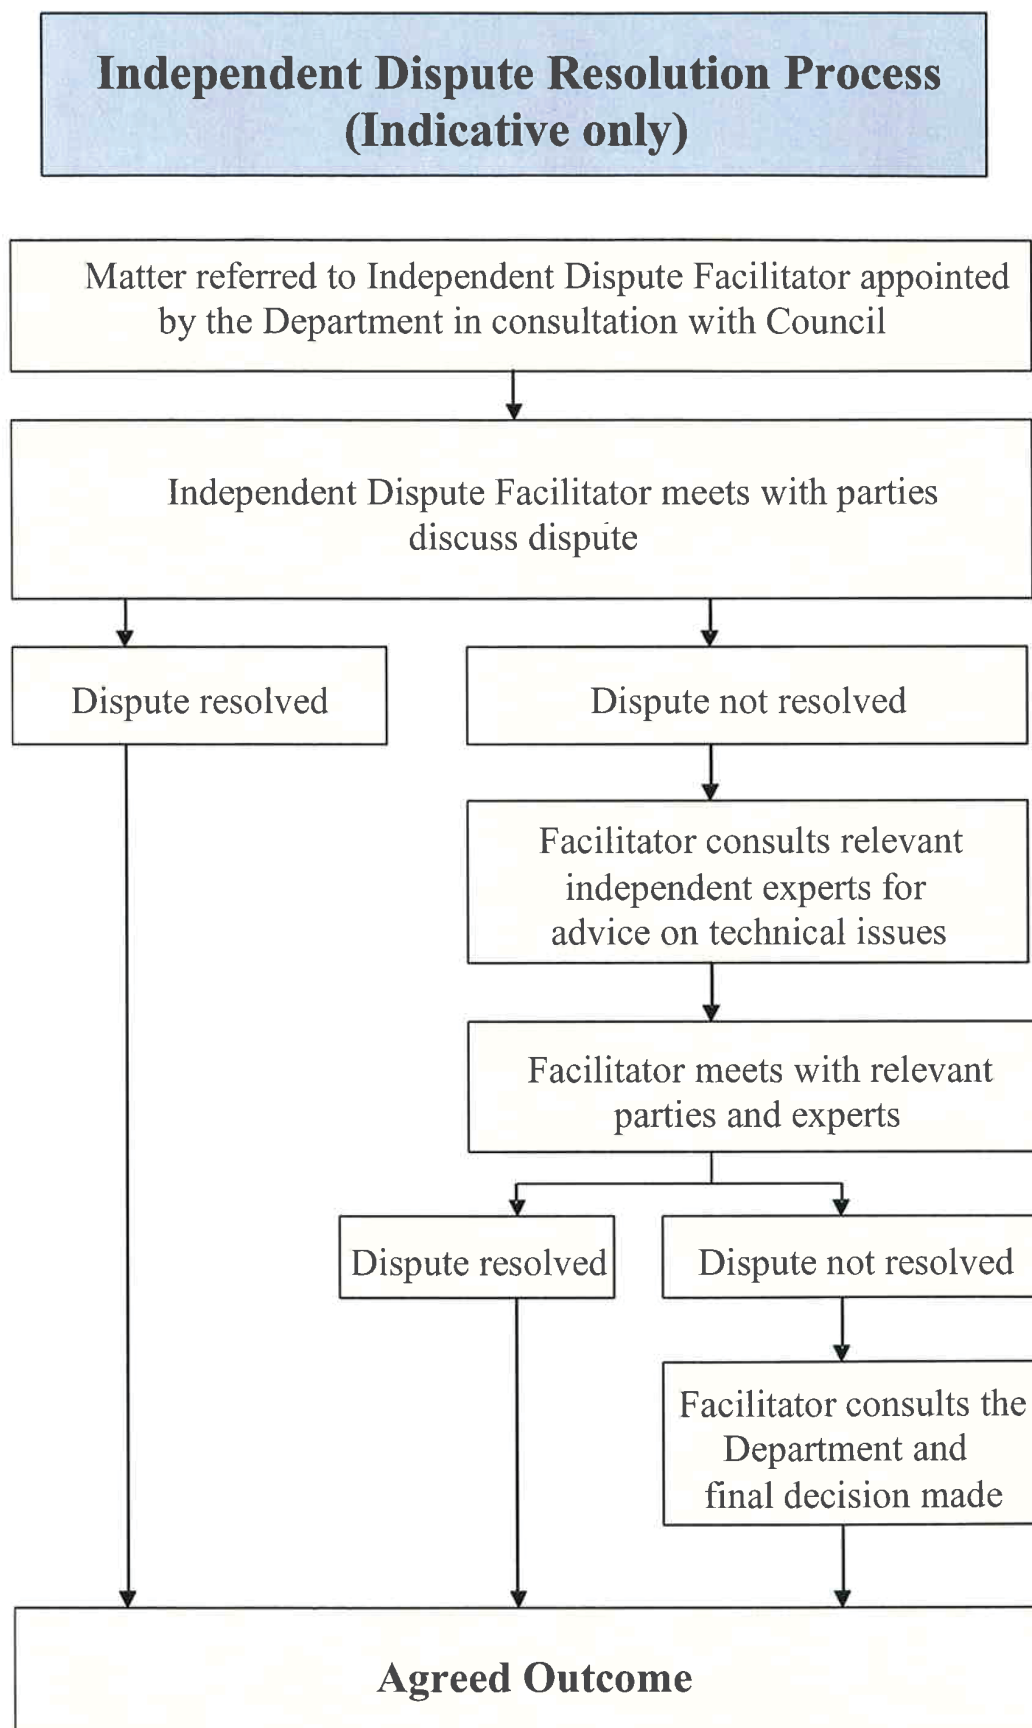 Independent Dispute Resolution Process
(Indicative only)
Matter referred to Independent Dispute Facilitator appointed
by the Department in consultation with Council
Independent Dispute Facilitator meets with parties
discuss dispute
Dispute resolved
Dispute not resolved
Facilitator consults relevant
independent experts for
advice on technical issues
Facilitator meets with relevant
parties and experts
Dispute resolved
Dispute not resolved
Facilitator consults the
Department and
final decision made
Agreed Outcome